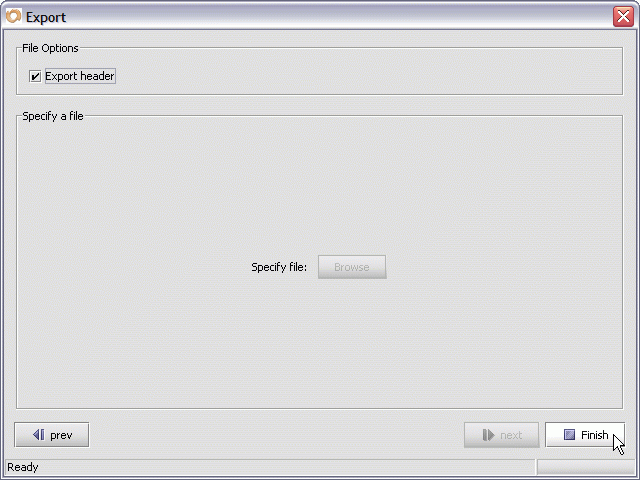 Export
File Options
Export header
Specify a file
Specify file: Browse
prev next Finish
Ready